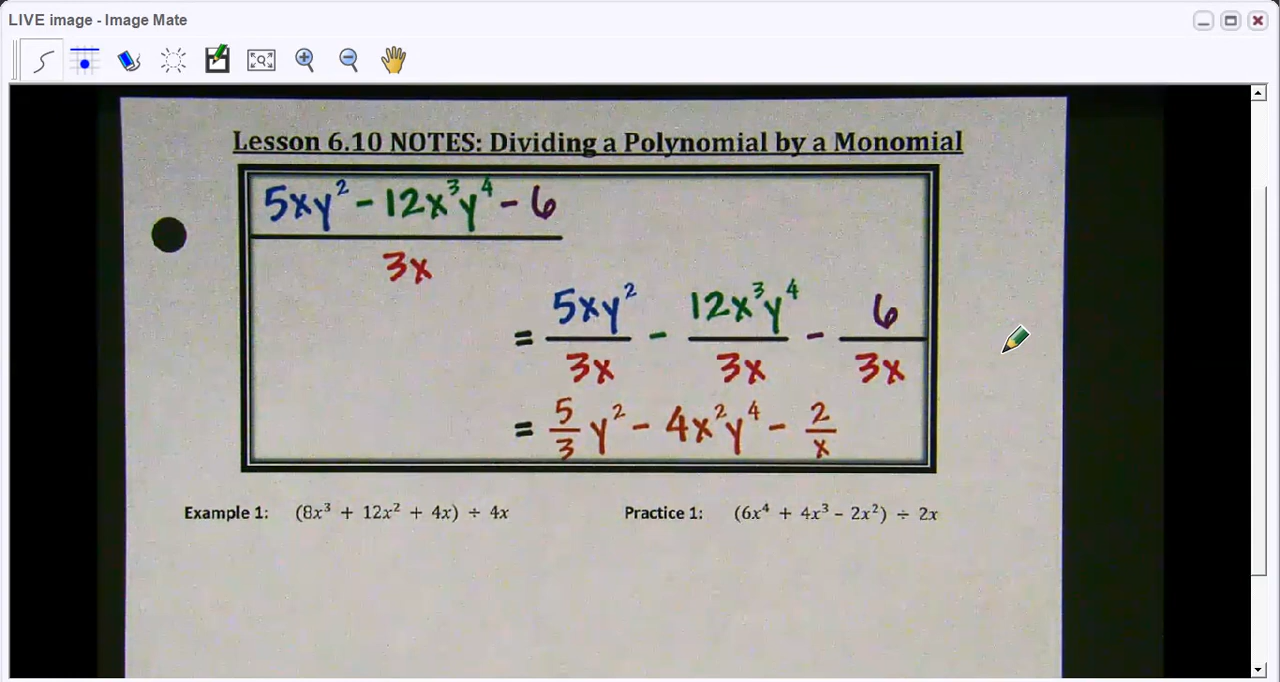 LIVE image - Image Mate
Lesson 6.10 NOTES: Dividing a Polynomial by a Monomial
5xy² - 12x³y⁴ - 6
3x
= 5xy²/3x - 12x³y⁴/3x - 6/3x
= 5/3 y² - 4x²y⁴ - 2/x
Example 1: (8x³ + 12x² + 4x) ÷ 4x
Practice 1: (6x⁴ + 4x³ – 2x²) ÷ 2x